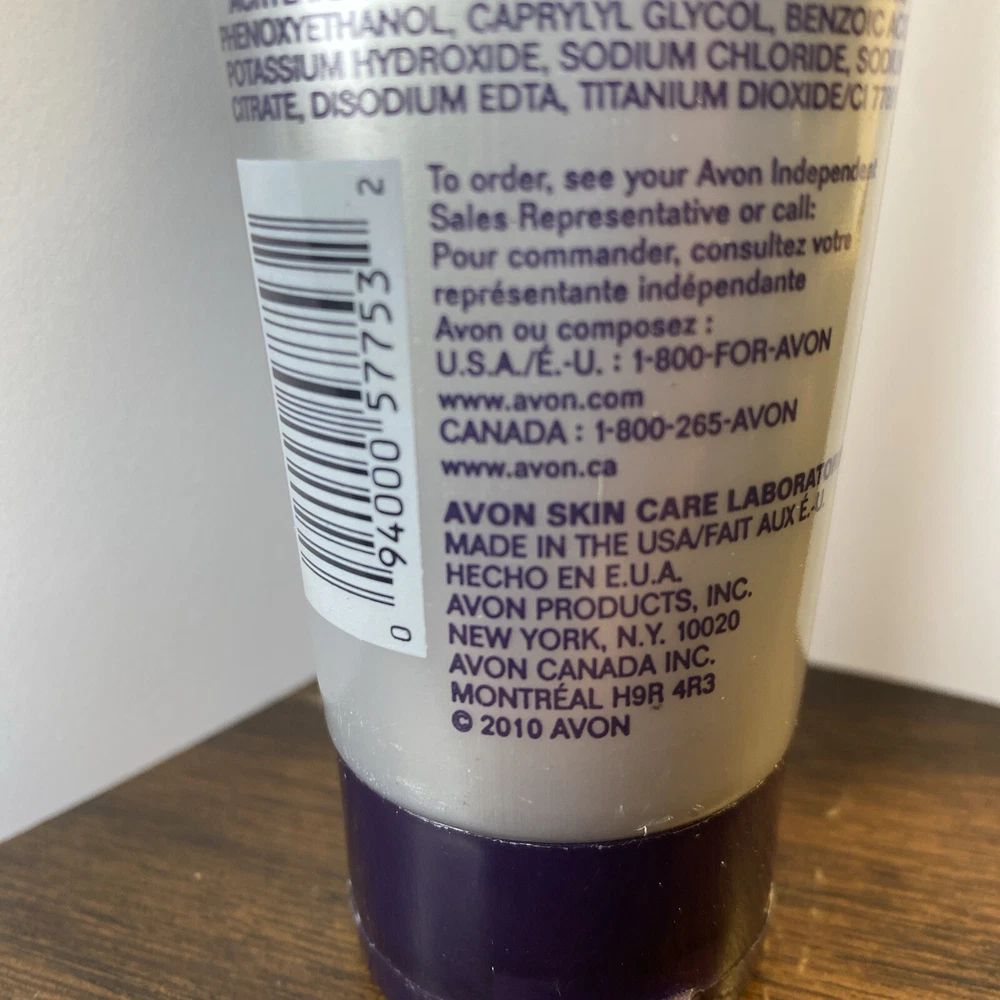 PHENOXYETHANOL, CAPRYLYL GLYCOL, BENZOIC
POTASSIUM HYDROXIDE, SODIUM CHLORIDE,
CITRATE, DISODIUM EDTA, TITANIUM DIOXIDE/CI
0 94000 57753 2
To order, see your Avon Independent
Sales Representative or call:
Pour commander, consultez votre
représentante indépendante
Avon ou composez :
U.S.A./É.-U. : 1-800-FOR-AVON
www.avon.com
CANADA : 1-800-265-AVON
www.avon.ca
AVON SKIN CARE
MADE IN THE USA/FAIT AUX É.-U.
HECHO EN E.U.A.
AVON PRODUCTS, INC.
NEW YORK, N.Y. 10020
AVON CANADA INC.
MONTRÉAL H9R 4R3
© 2010 AVON